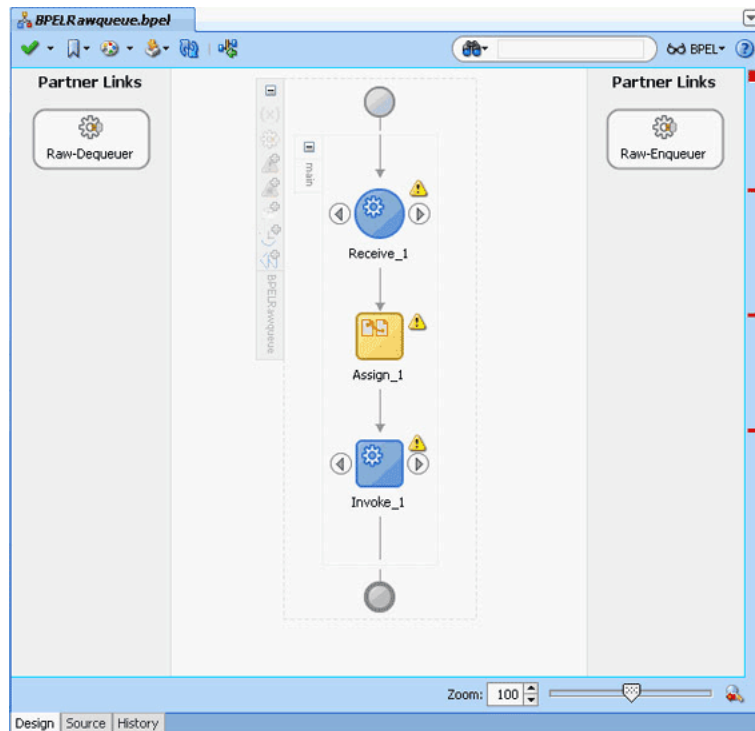 BPELRawqueue.bpel
BPEL
Partner Links
Partner Links
Raw-Dequeuer
Raw-Enqueuer
(x)
main
Receive_1
BPELRawqueue
Assign_1
Invoke_1
Zoom: 100
Design Source History